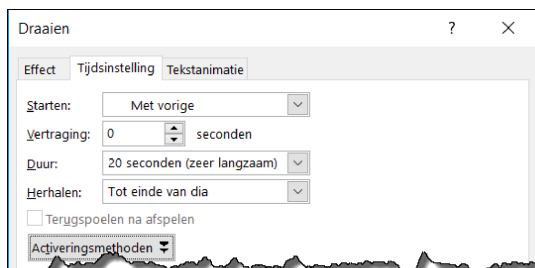 Draaien ?
Effect Tijdsinstelling Tekstanimatie
Starten: Met vorige
Vertraging: 0 seconden
Duur: 20 seconden (zeer langzaam)
Herhalen: Tot einde van dia
Terugspoelen na afspelen
Activeringsmethoden